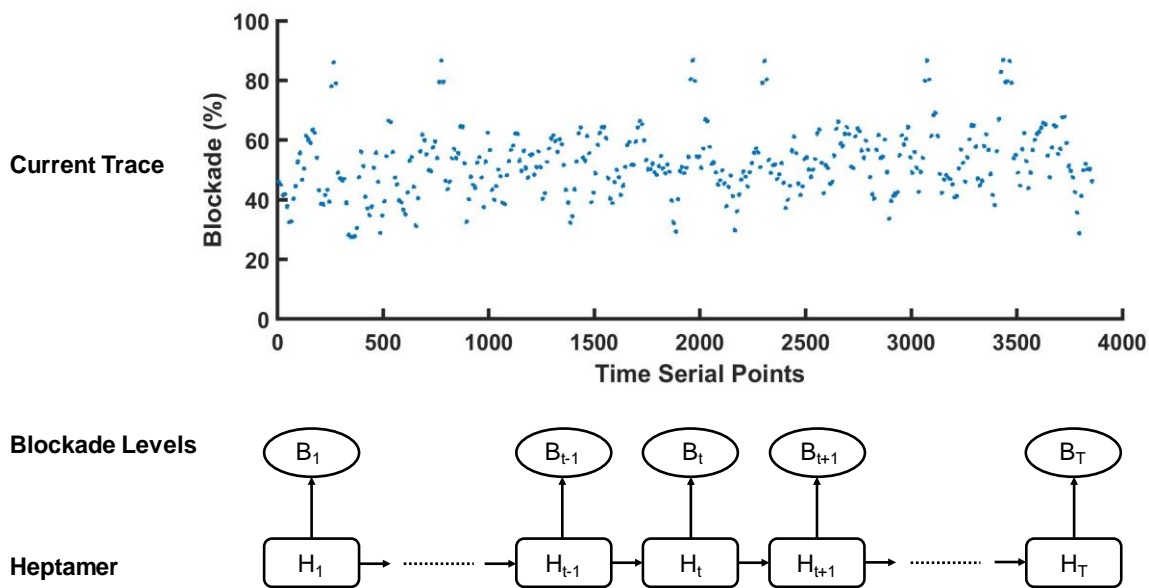 100
80
60
40
20
0
Blockade (%)
Current Trace
0 500 1000 1500 2000 2500 3000 3500 4000
Time Serial Points
Blockade Levels
B1 Bt-1 Bt Bt+1 BT
Heptamer
H1 Ht-1 Ht Ht+1 HT